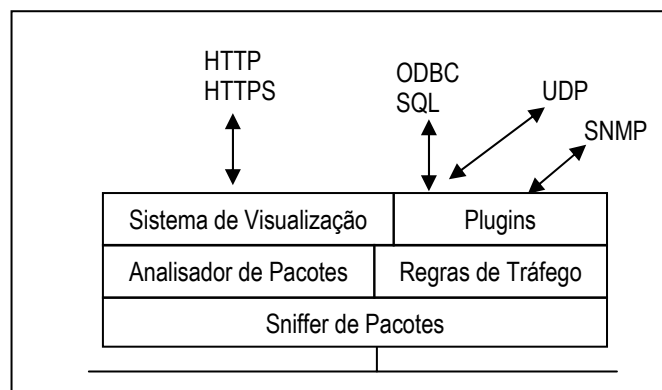 HTTP
HTTPS
ODBC
SQL
UDP
SNMP
Sistema de Visualização
Plugins
Analisador de Pacotes
Regras de Tráfego
Sniffer de Pacotes